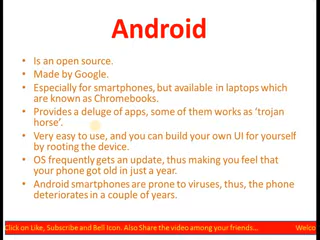 Android
• Is an open source.
• Made by Google.
• Especially for smartphones, but available in laptops which
are known as Chromebooks.
• Provides a deluge of apps, some of them works as ‘trojan
horse’.
• Very easy to use, and you can build your own UI for yourself
by rooting the device.
• OS frequently gets an update, thus making you feel that
your phone got old in just a year.
• Android smartphones are prone to viruses, thus, the phone
deteriorates in a couple of years.
Click on Like, Subscribe and Bell Icon. Also Share the video among your friends... Welco